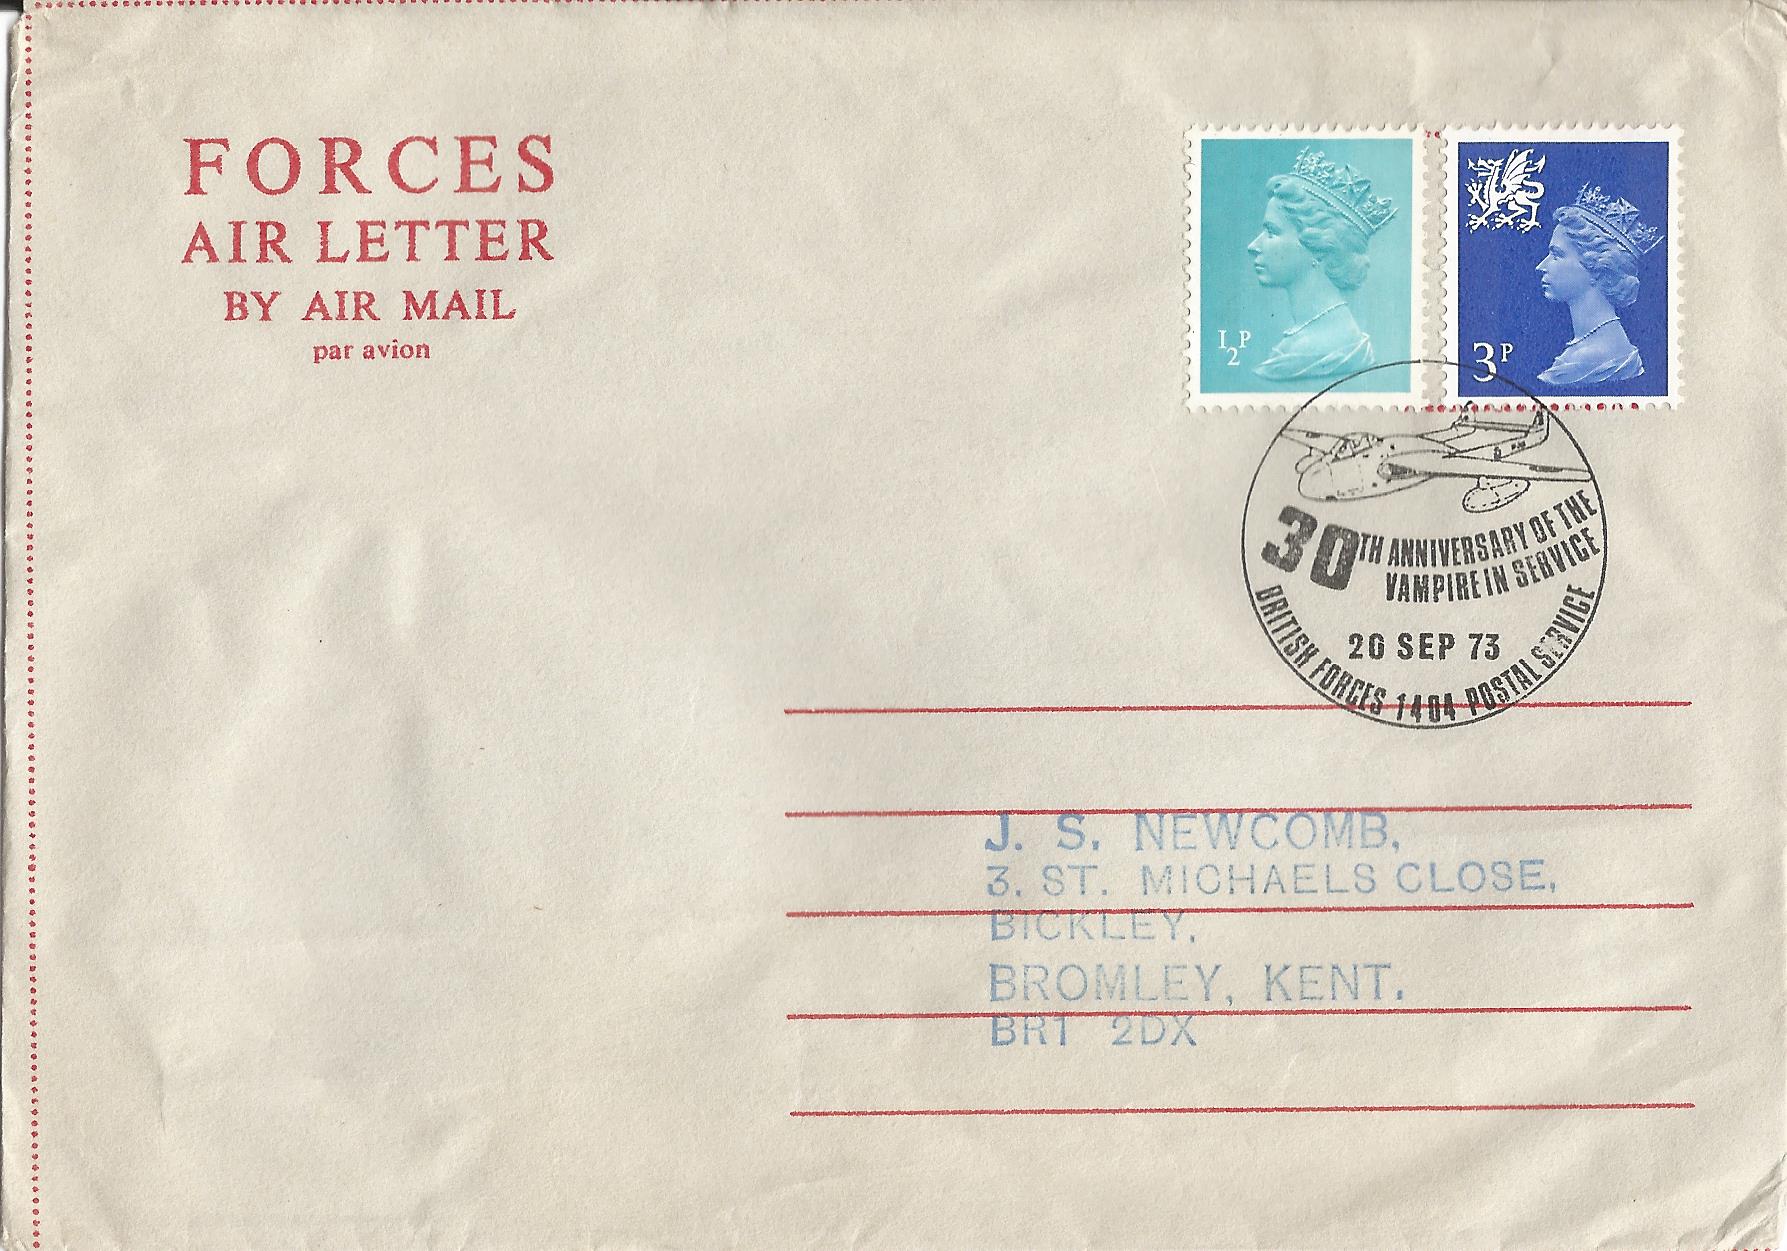 FORCES
AIR LETTER
BY AIR MAIL
par avion
½P
3P
30TH ANNIVERSARY OF THE
VAMPIRE IN SERVICE
20 SEP 73
BRITISH FORCES 1404 POSTAL SERVICE
J. S. NEWCOMB,
3. ST. MICHAELS CLOSE,
BICKLEY,
BROMLEY, KENT.
BR1 2DX